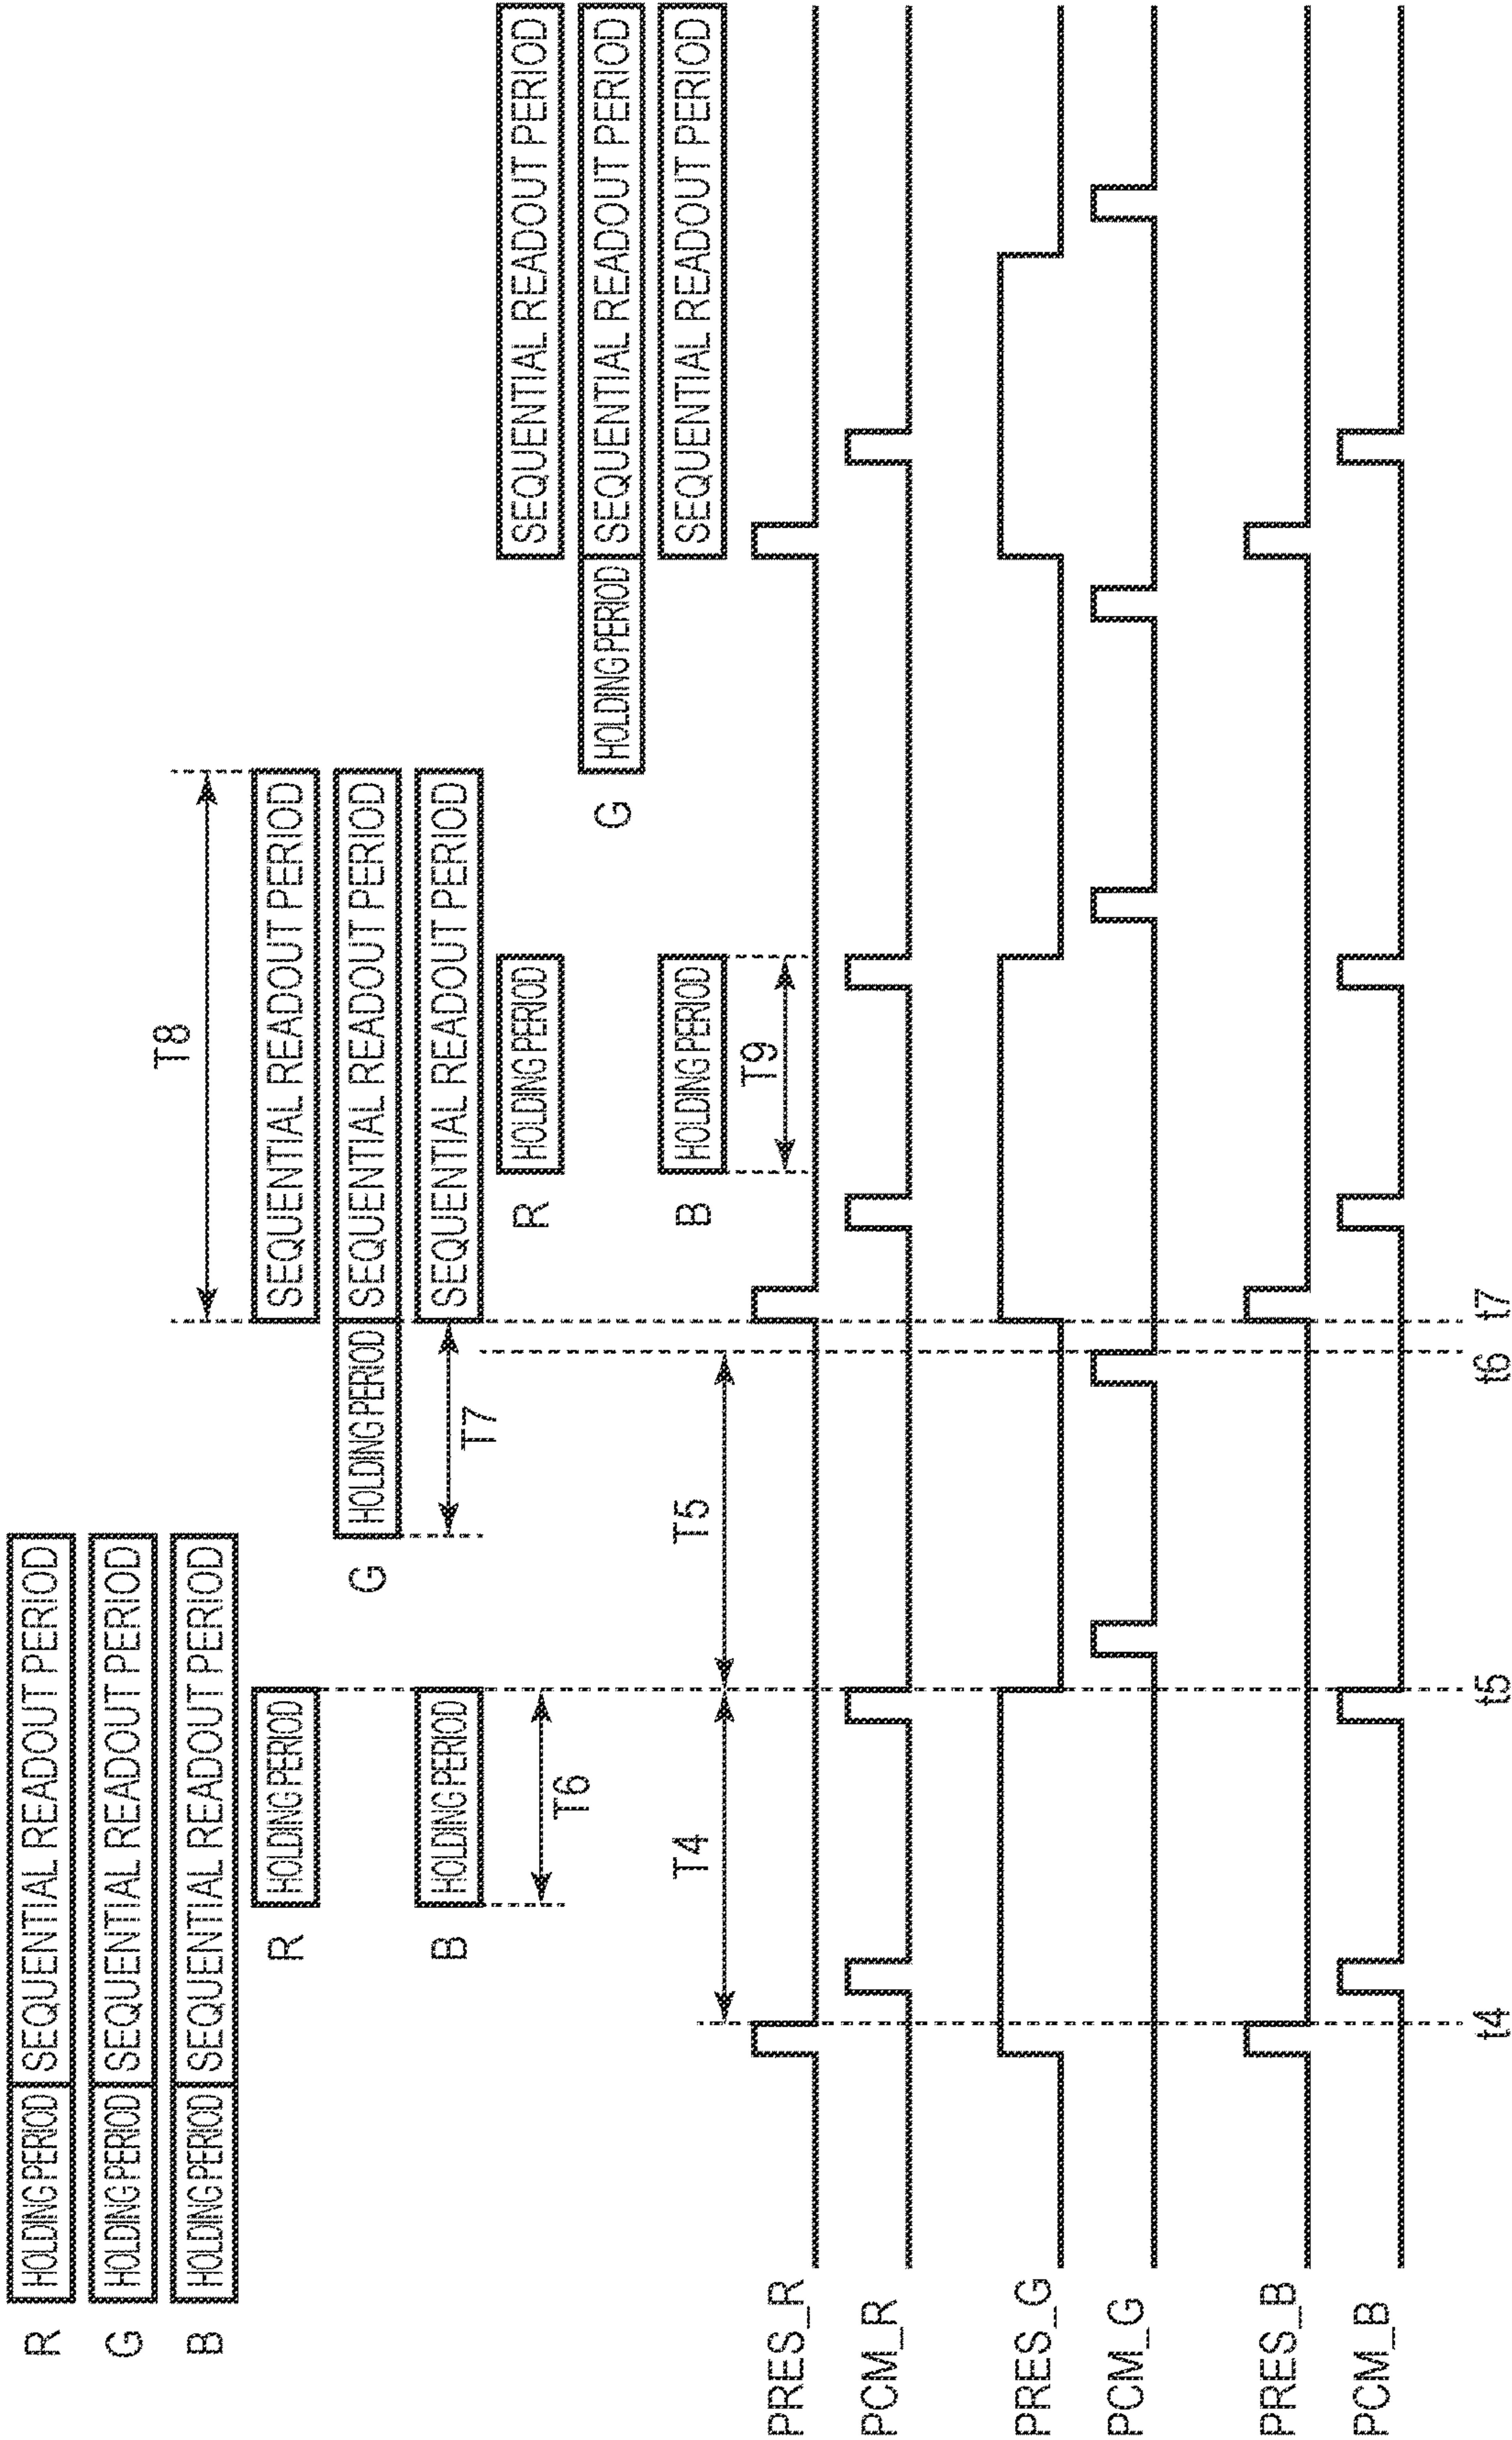 R HOLDING PERIOD SEQUENTIAL READOUT PERIOD
G HOLDING PERIOD SEQUENTIAL READOUT PERIOD
T8
B HOLDING PERIOD SEQUENTIAL READOUT PERIOD
R HOLDING PERIOD SEQUENTIAL READOUT PERIOD
G HOLDING PERIOD SEQUENTIAL READOUT PERIOD
B HOLDING PERIOD SEQUENTIAL READOUT PERIOD
T7
R HOLDING PERIOD SEQUENTIAL READOUT PERIOD
T6
G HOLDING PERIOD SEQUENTIAL READOUT PERIOD
T4 T5 B HOLDING PERIOD SEQUENTIAL READOUT PERIOD
T9
PRES_R
PCM_R
PRES_G
PCM_G
PRES_B
PCM_B
t4 t5 t6 t7